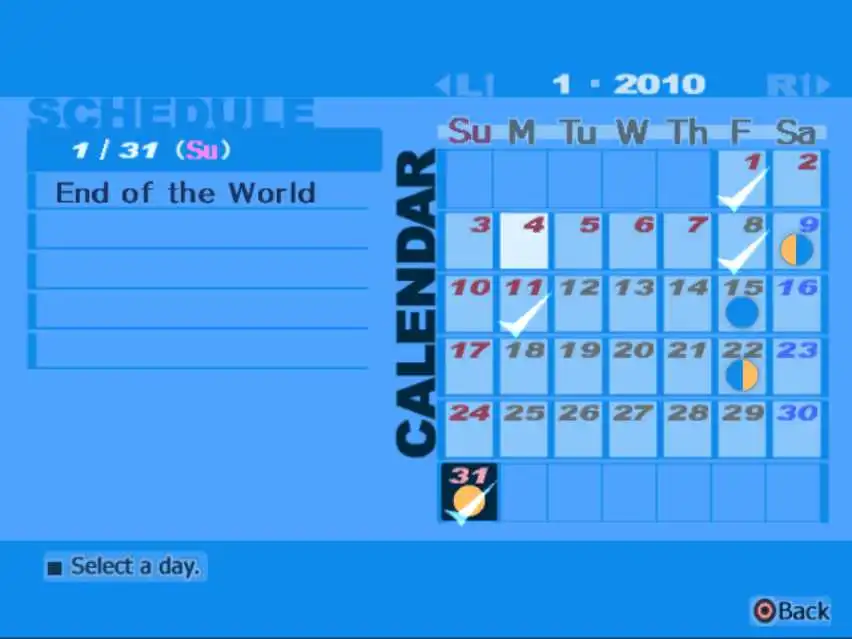 ◀L1 1 · 2010 R1▶
SCHEDULE
1 / 31 (Su)
End of the World
CALENDAR
Su M Tu W Th F Sa
1 2
3 4 5 6 7 8 9
10 11 12 13 14 15 16
17 18 19 20 21 22 23
24 25 26 27 28 29 30
31
■ Select a day.
Back